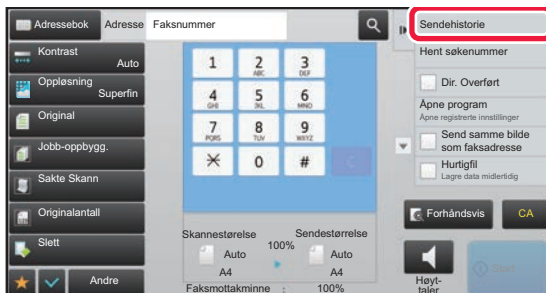 Adressebok
Adresse
Faksnummer
Sendehistorie
Kontrast
Auto
Oppløsning
Superfin
Original
Jobb-oppbygg.
Sakte Skann
Originalantall
Slett
Andre
1
2
ABC
3
DEF
4
GHI
5
JKL
6
MNO
7
PQRS
8
TUV
9
WXYZ
0
#
C
Skannestørelse
Sendestørrelse
100%
Auto
A4
Auto
A4
Faksmottakminne : 100%
Hent søkenummer
Dir. Overført
Åpne program
Åpne registrerte innstillinger
Send samme bilde
som faksadresse
Hurtigfil
Lagre data midlertidig
Forhåndsvis
CA
Høyt-
taler
Start